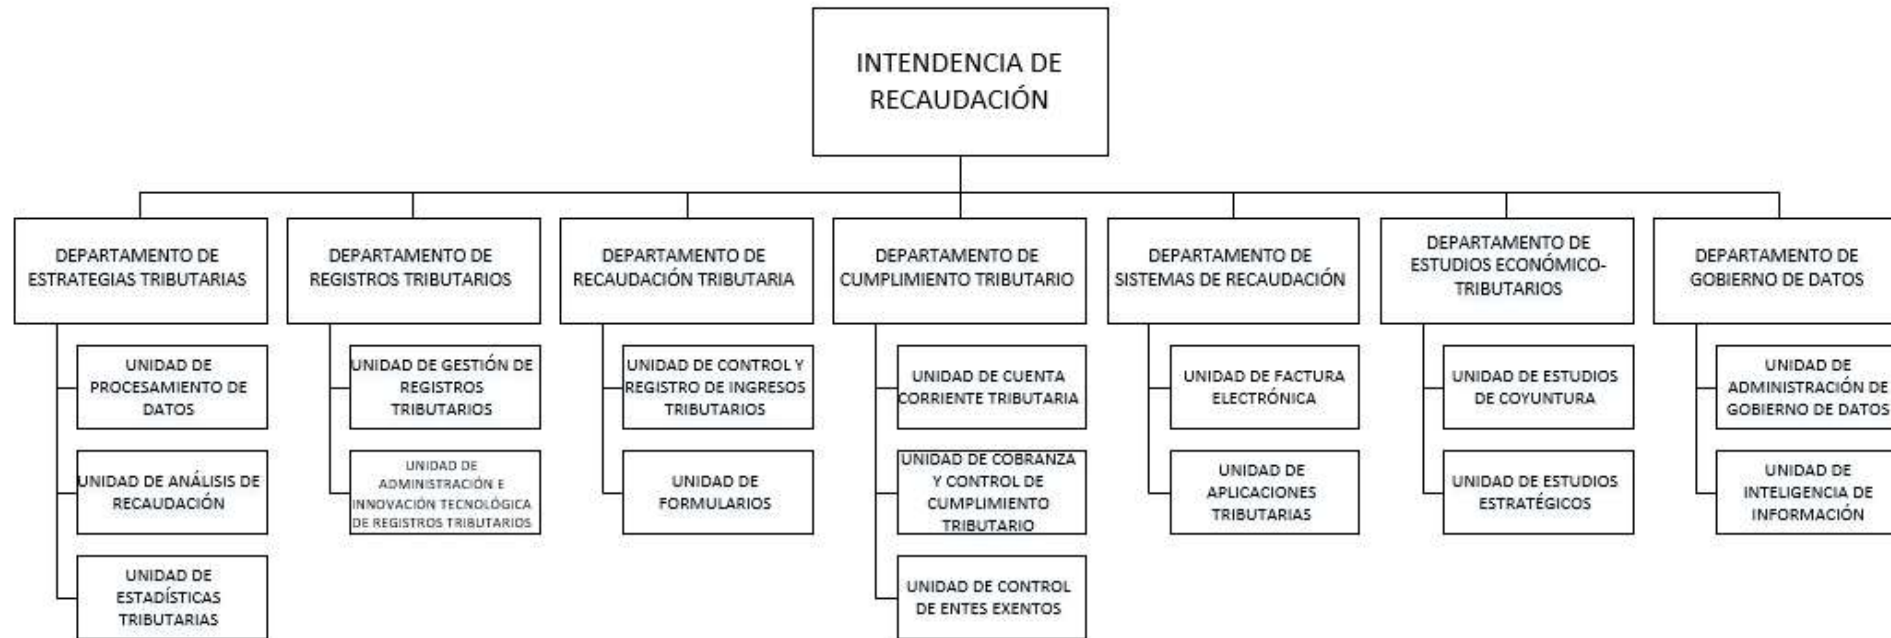 INTENDENCIA DE
RECAUDACIÓN
DEPARTAMENTO DE
ESTRATEGIAS TRIBUTARIAS
UNIDAD DE
PROCESAMIENTO DE
DATOS
UNIDAD DE ANÁLISIS DE
RECAUDACIÓN
UNIDAD DE
ESTADÍSTICAS
TRIBUTARIAS
DEPARTAMENTO DE
REGISTROS TRIBUTARIOS
UNIDAD DE GESTIÓN DE
REGISTROS
TRIBUTARIOS
UNIDAD DE
ADMINISTRACIÓN E
INNOVACIÓN TECNOLÓGICA
DE REGISTROS TRIBUTARIOS
DEPARTAMENTO DE
RECAUDACIÓN TRIBUTARIA
UNIDAD DE CONTROL Y
REGISTRO DE INGRESOS
TRIBUTARIOS
UNIDAD DE
FORMULARIOS
DEPARTAMENTO DE
CUMPLIMIENTO TRIBUTARIO
UNIDAD DE CUENTA
CORRIENTE TRIBUTARIA
UNIDAD DE COBRANZA
Y CONTROL DE
CUMPLIMIENTO
TRIBUTARIO
UNIDAD DE CONTROL
DE ENTES EXENTOS
DEPARTAMENTO DE
SISTEMAS DE RECAUDACIÓN
UNIDAD DE FACTURA
ELECTRÓNICA
UNIDAD DE
APLICACIONES
TRIBUTARIAS
DEPARTAMENTO DE
ESTUDIOS ECONÓMICO-
TRIBUTARIOS
UNIDAD DE ESTUDIOS
DE COYUNTURA
UNIDAD DE ESTUDIOS
ESTRATÉGICOS
DEPARTAMENTO DE
GOBIERNO DE DATOS
UNIDAD DE
ADMINISTRACIÓN DE
GOBIERNO DE DATOS
UNIDAD DE
INTELIGENCIA DE
INFORMACIÓN